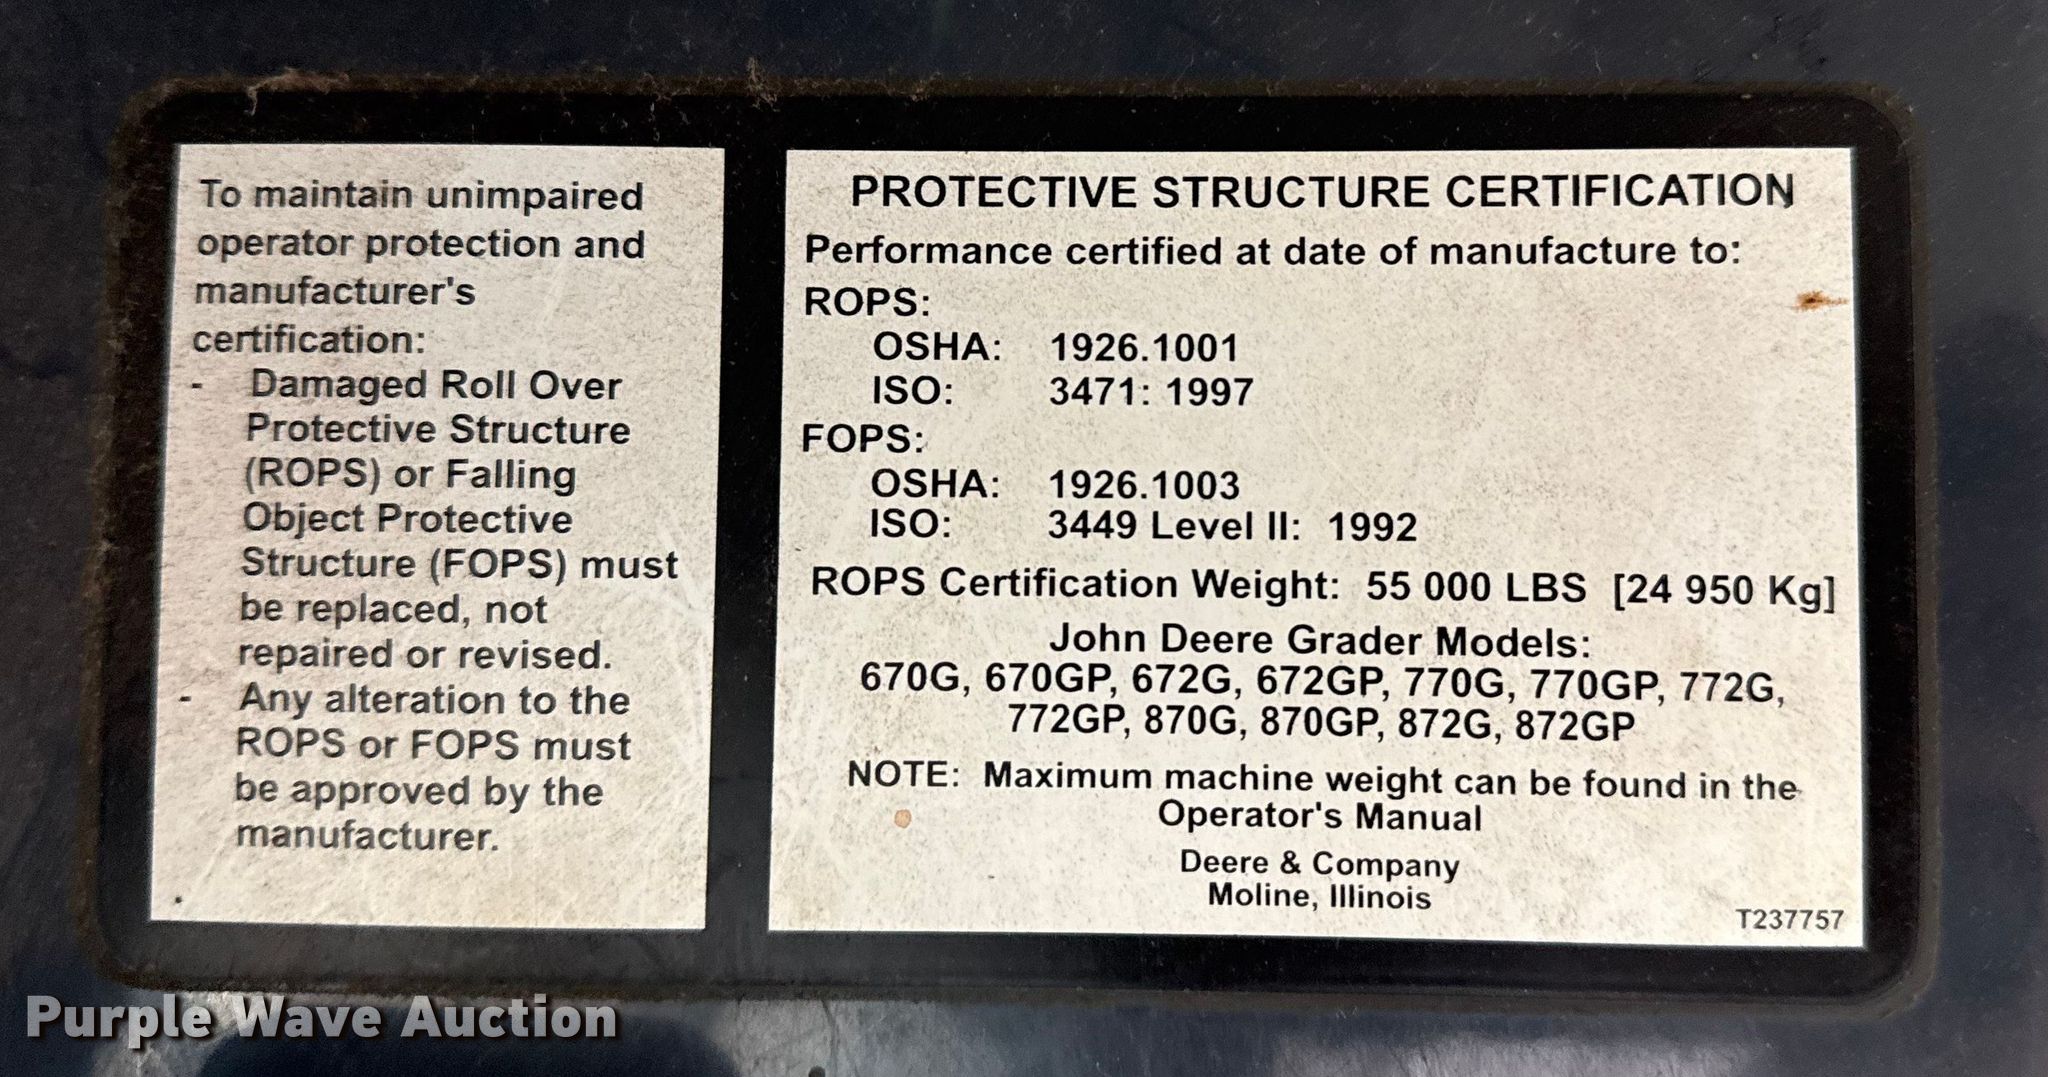 To maintain unimpaired
operator protection and
manufacturer's
certification:
- Damaged Roll Over
Protective Structure
(ROPS) or Falling
Object Protective
Structure (FOPS) must
be replaced, not
repaired or revised.
- Any alteration to the
ROPS or FOPS must
be approved by the
manufacturer.
PROTECTIVE STRUCTURE CERTIFICATION
Performance certified at date of manufacture to:
ROPS:
OSHA: 1926.1001
ISO: 3471: 1997
FOPS:
OSHA: 1926.1003
ISO: 3449 Level II: 1992
ROPS Certification Weight: 55 000 LBS [24 950 Kg]
John Deere Grader Models:
670G, 670GP, 672G, 672GP, 770G, 770GP, 772G,
772GP, 870G, 870GP, 872G, 872GP
NOTE: Maximum machine weight can be found in the
Operator's Manual
Deere & Company
Moline, Illinois
T237757
Purple Wave Auction